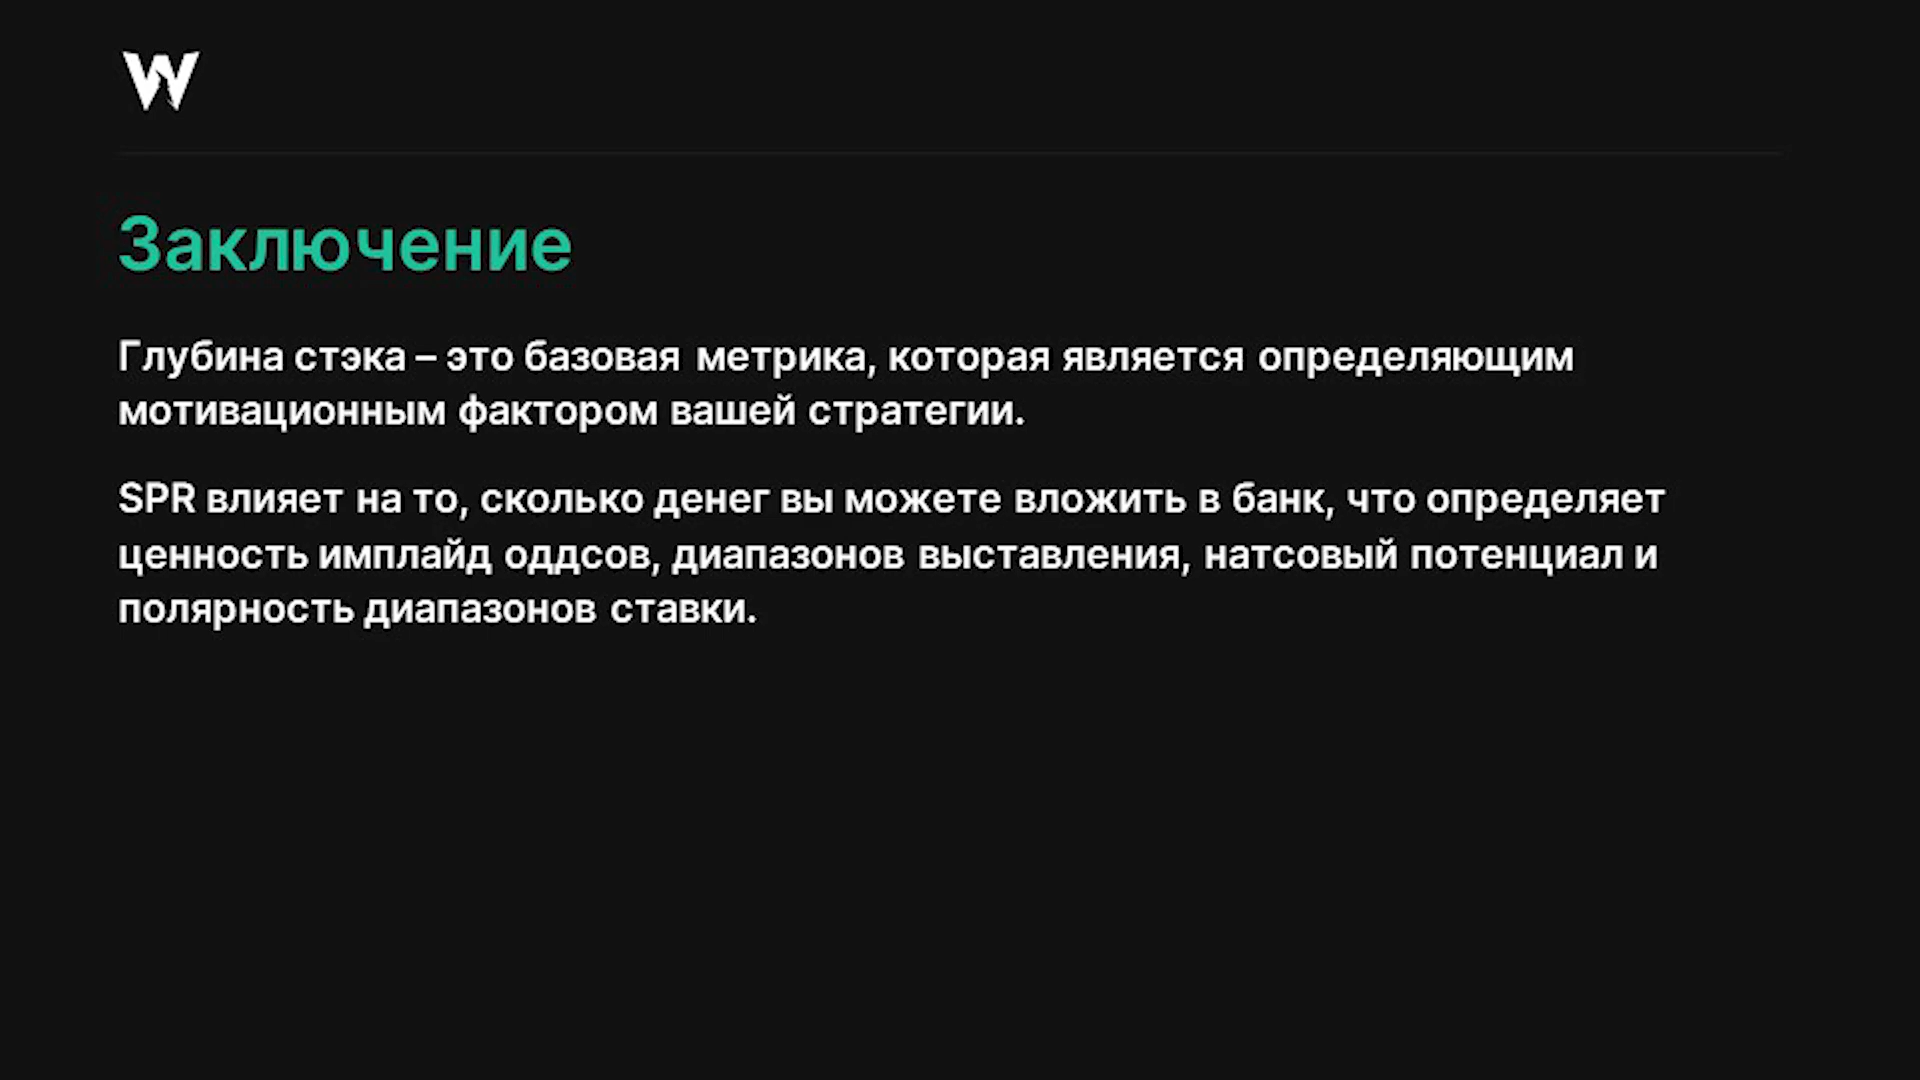 W
Заключение
Глубина стэка – это базовая метрика, которая является определяющим
мотивационным фактором вашей стратегии.
SPR влияет на то, сколько денег вы можете вложить в банк, что определяет
ценность имплайд оддсов, диапазонов выставления, натсовый потенциал и
полярность диапазонов ставки.